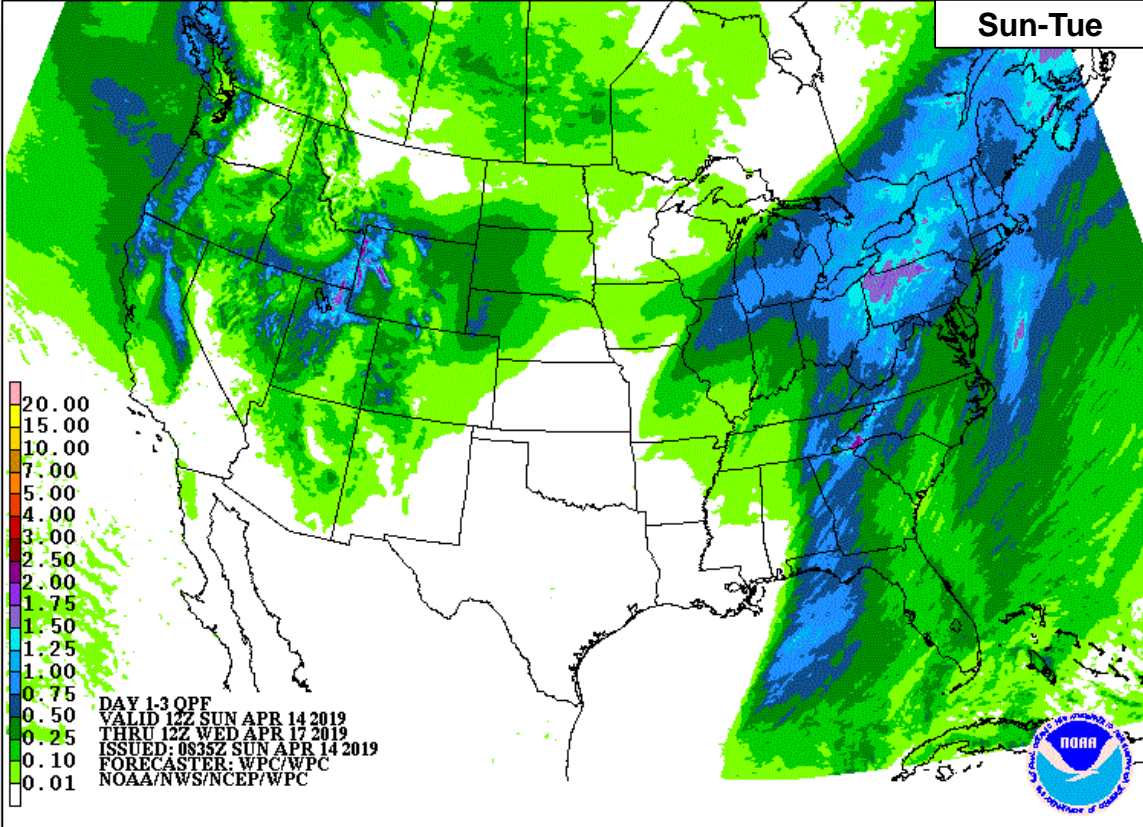 Sun-Tue
20.00
15.00
10.00
7.00
5.00
4.00
3.00
2.50
2.00
1.75
1.50
1.25
1.00
0.75
0.50
0.25
0.10
0.01
DAY 1-3 QPF
VALID 12Z SUN APR 14 2019
THRU 12Z WED APR 17 2019
ISSUED: 0835Z SUN APR 14 2019
FORECASTER: WPC/WPC
NOAA/NWS/NCEP/WPC
NOAA